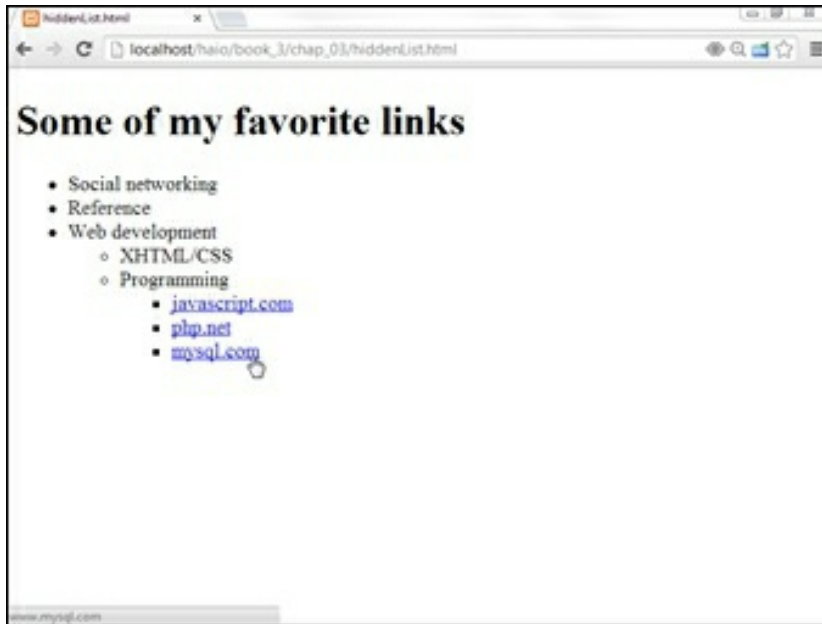 hiddenList.html
localhost/haio/book_3/chap_03/hiddenList.html
Some of my favorite links
Social networking
Reference
Web development
XHTML/CSS
Programming
javascript.com
php.net
mysql.com
www.mysql.com